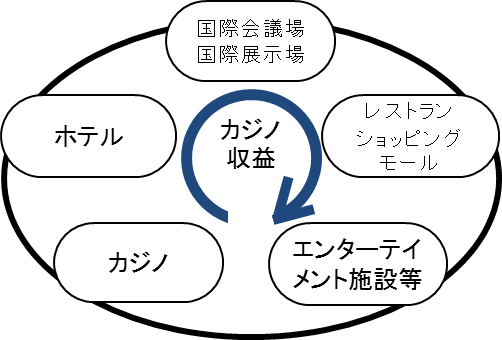 国際会議場
国際展示場
ホテル
カジノ
収益
レストラン
ショッピング
モール
カジノ
エンターテイ
メント施設等